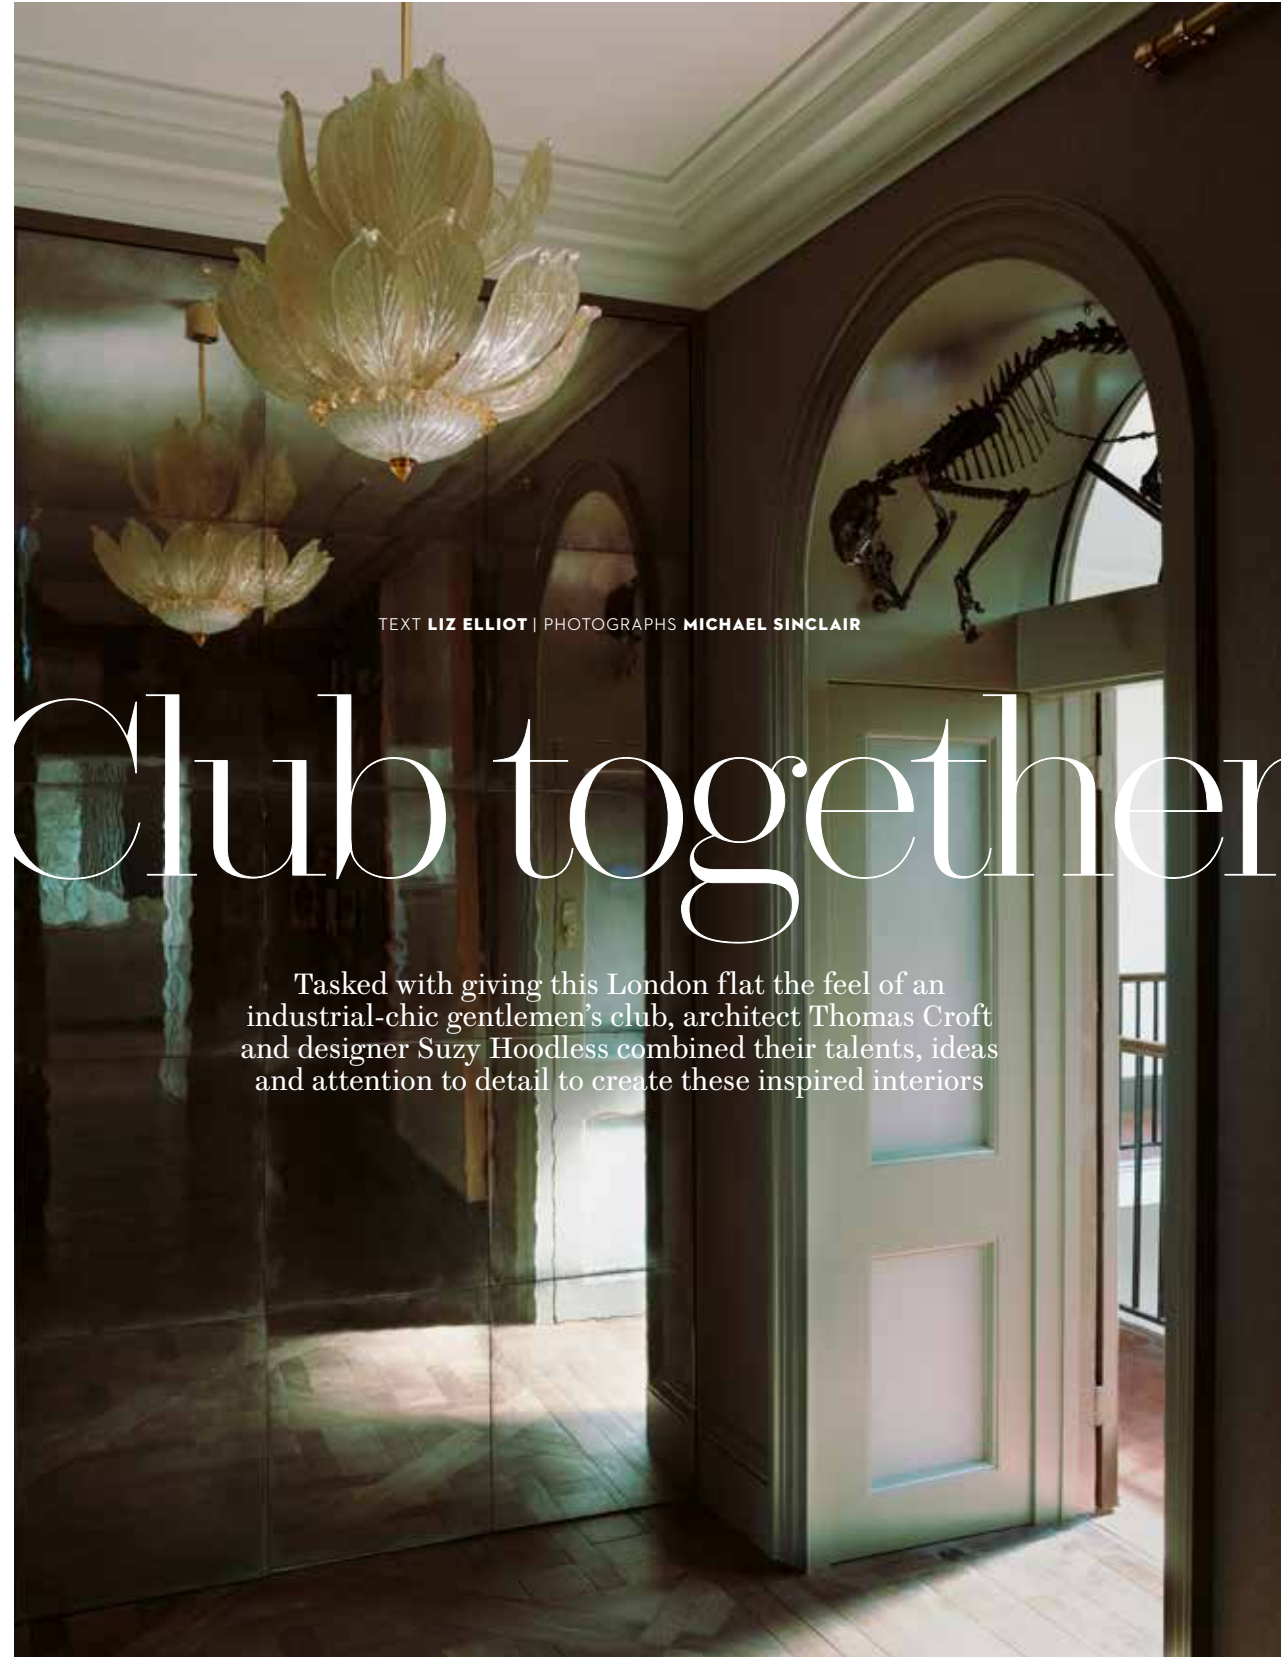 TEXT LIZ ELLIOT | PHOTOGRAPHS MICHAEL SINCLAIR
Club together
Tasked with giving this London flat the feel of an
industrial-chic gentlemen’s club, architect Thomas Croft
and designer Suzy Hoodless combined their talents, ideas
and attention to detail to create these inspired interiors